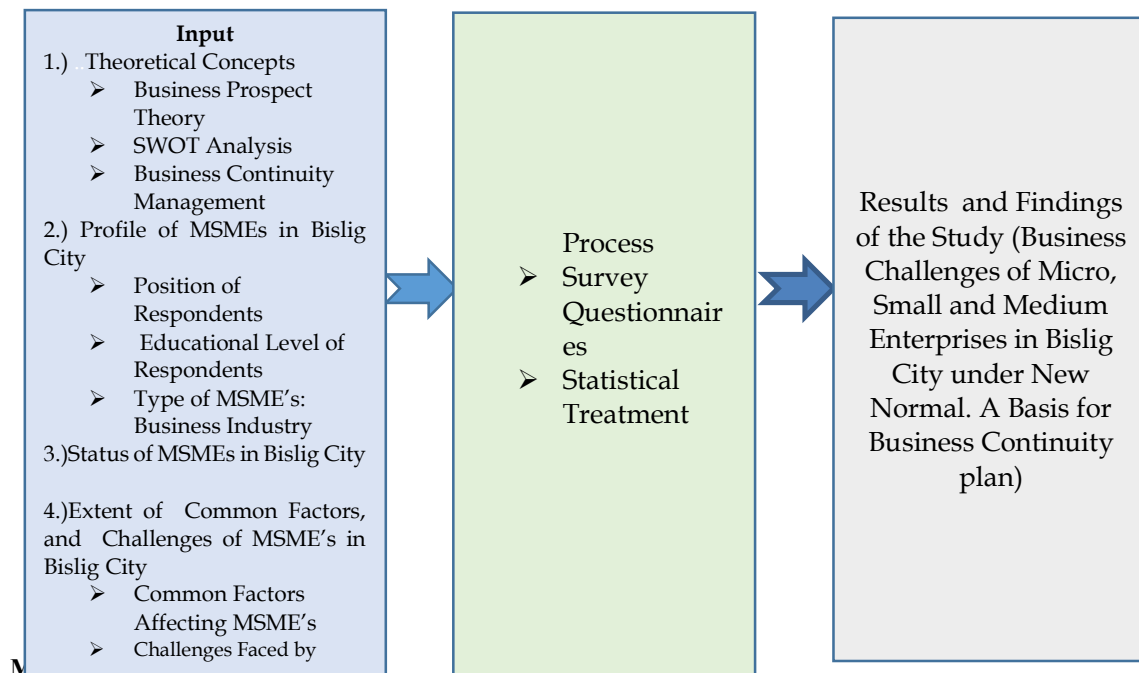 Input
1.) ..Theoretical Concepts
➢ Business Prospect
Theory
➢ SWOT Analysis
➢ Business Continuity
Management
2.) Profile of MSMEs in Bislig
City
➢ Position of
Respondents
➢ Educational Level of
Respondents
➢ Type of MSME's:
Business Industry
3.)Status of MSMEs in Bislig City
4.)Extent of Common Factors,
and Challenges of MSME's in
Bislig City
➢ Common Factors
Affecting MSME's
➢ Challenges Faced by
M
Process
➢ Survey
Questionnair
es
➢ Statistical
Treatment
Results and Findings
of the Study (Business
Challenges of Micro,
Small and Medium
Enterprises in Bislig
City under New
Normal. A Basis for
Business Continuity
plan)